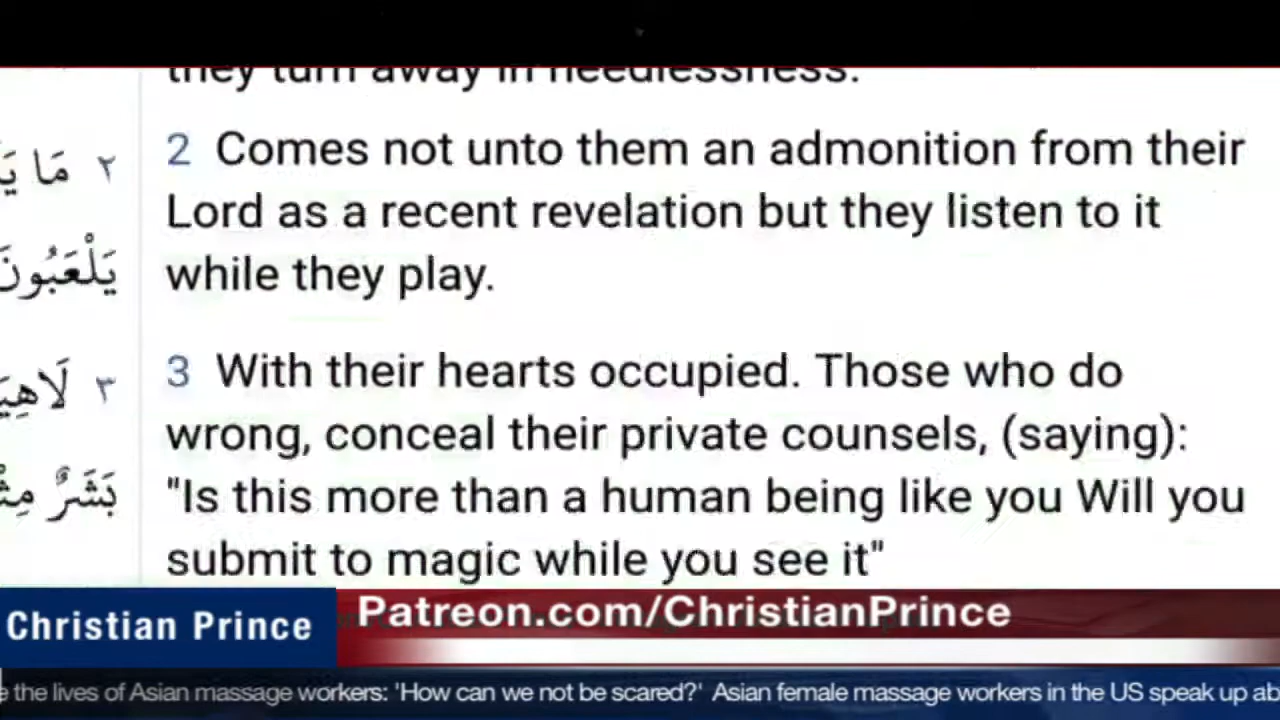 they turn away in heedlessness.
2 Comes not unto them an admonition from their
Lord as a recent revelation but they listen to it
while they play.
3 With their hearts occupied. Those who do
wrong, conceal their private counsels, (saying):
"Is this more than a human being like you Will you
submit to magic while you see it"
٢ مَا
يَلْعَبُونَ
٣
بَشَرٌ
Christian Prince
Patreon.com/ChristianPrince
the lives of Asian massage workers: 'How can we not be scared?' Asian female massage workers in the US speak up